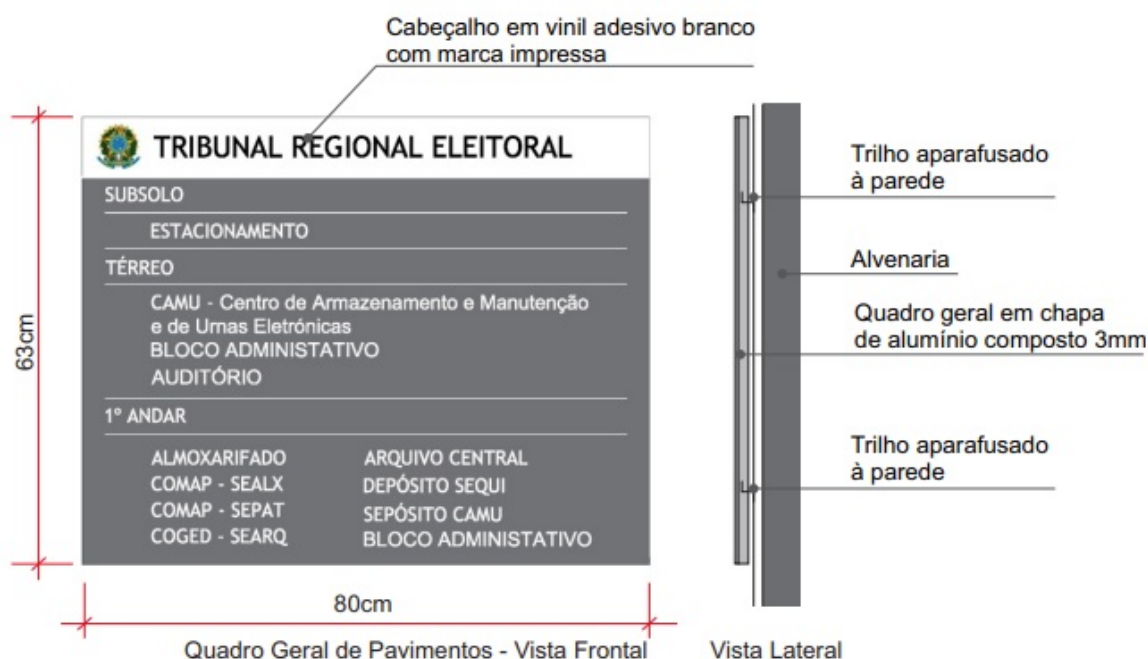 Cabeçalho em vinil adesivo branco
com marca impressa
TRIBUNAL REGIONAL ELEITORAL
SUBSOLO
ESTACIONAMENTO
TÉRREO
CAMU - Centro de Armazenamento e Manutenção
e de Urnas Eletrónicas
BLOCO ADMINISTATIVO
AUDITÓRIO
1º ANDAR
ALMOXARIFADO
COMAP - SEALX
COMAP - SEPAT
COGED - SEARQ
ARQUIVO CENTRAL
DEPÓSITO SEQUI
SEPÓSITO CAMU
BLOCO ADMINISTATIVO
63cm
80cm
Quadro Geral de Pavimentos - Vista Frontal
Trilho aparafusado
à parede
Alvenaria
Quadro geral em chapa
de alumínio composto 3mm
Trilho aparafusado
à parede
Vista Lateral